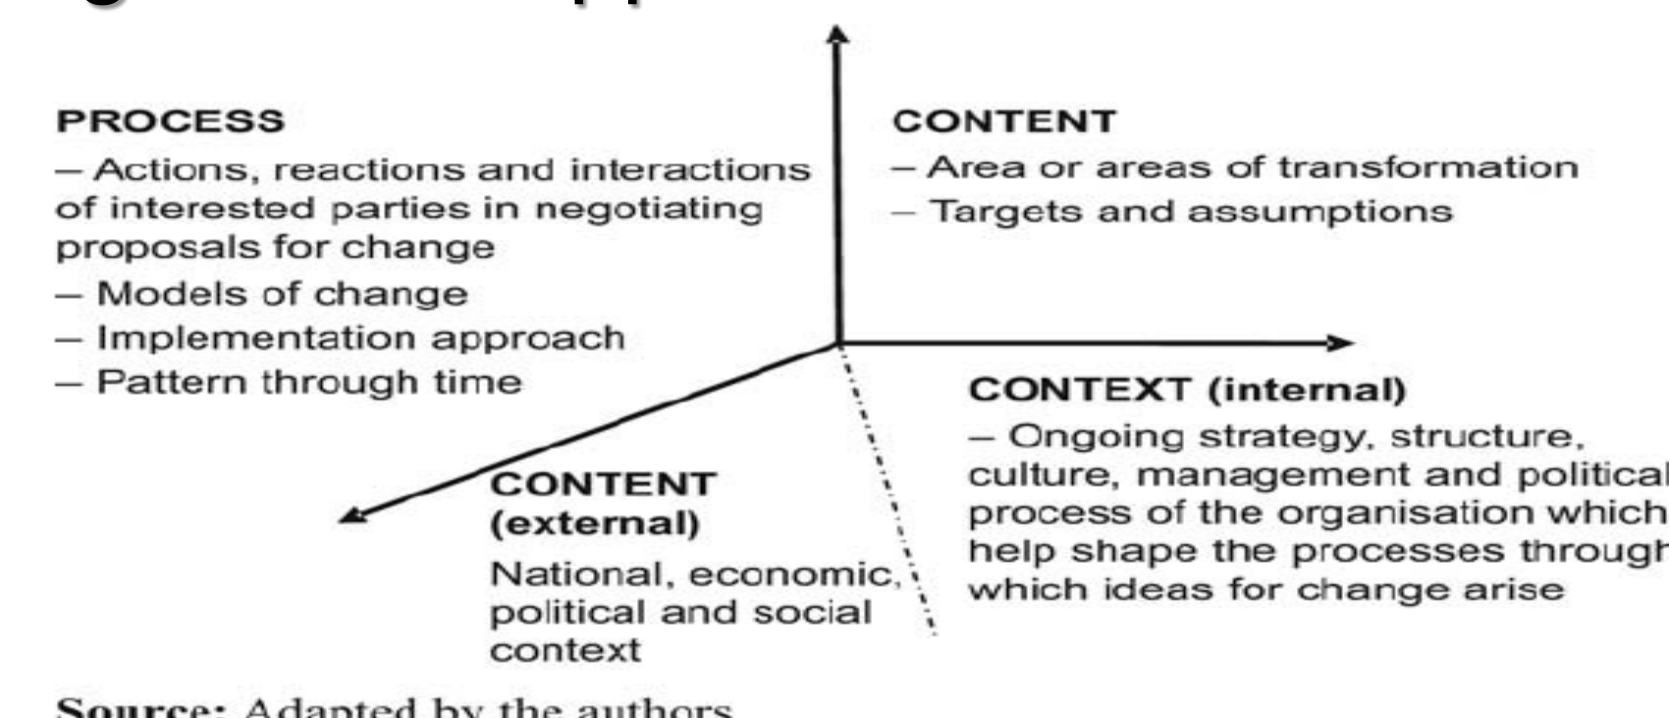 PROCESS
– Actions, reactions and interactions
of interested parties in negotiating
proposals for change
– Models of change
– Implementation approach
– Pattern through time
CONTENT
– Area or areas of transformation
– Targets and assumptions
CONTENT
(external)
National, economic,
political and social
context
CONTEXT (internal)
– Ongoing strategy, structure,
culture, management and political
process of the organisation which
help shape the processes through
which ideas for change arise
Source: Adapted by the authors